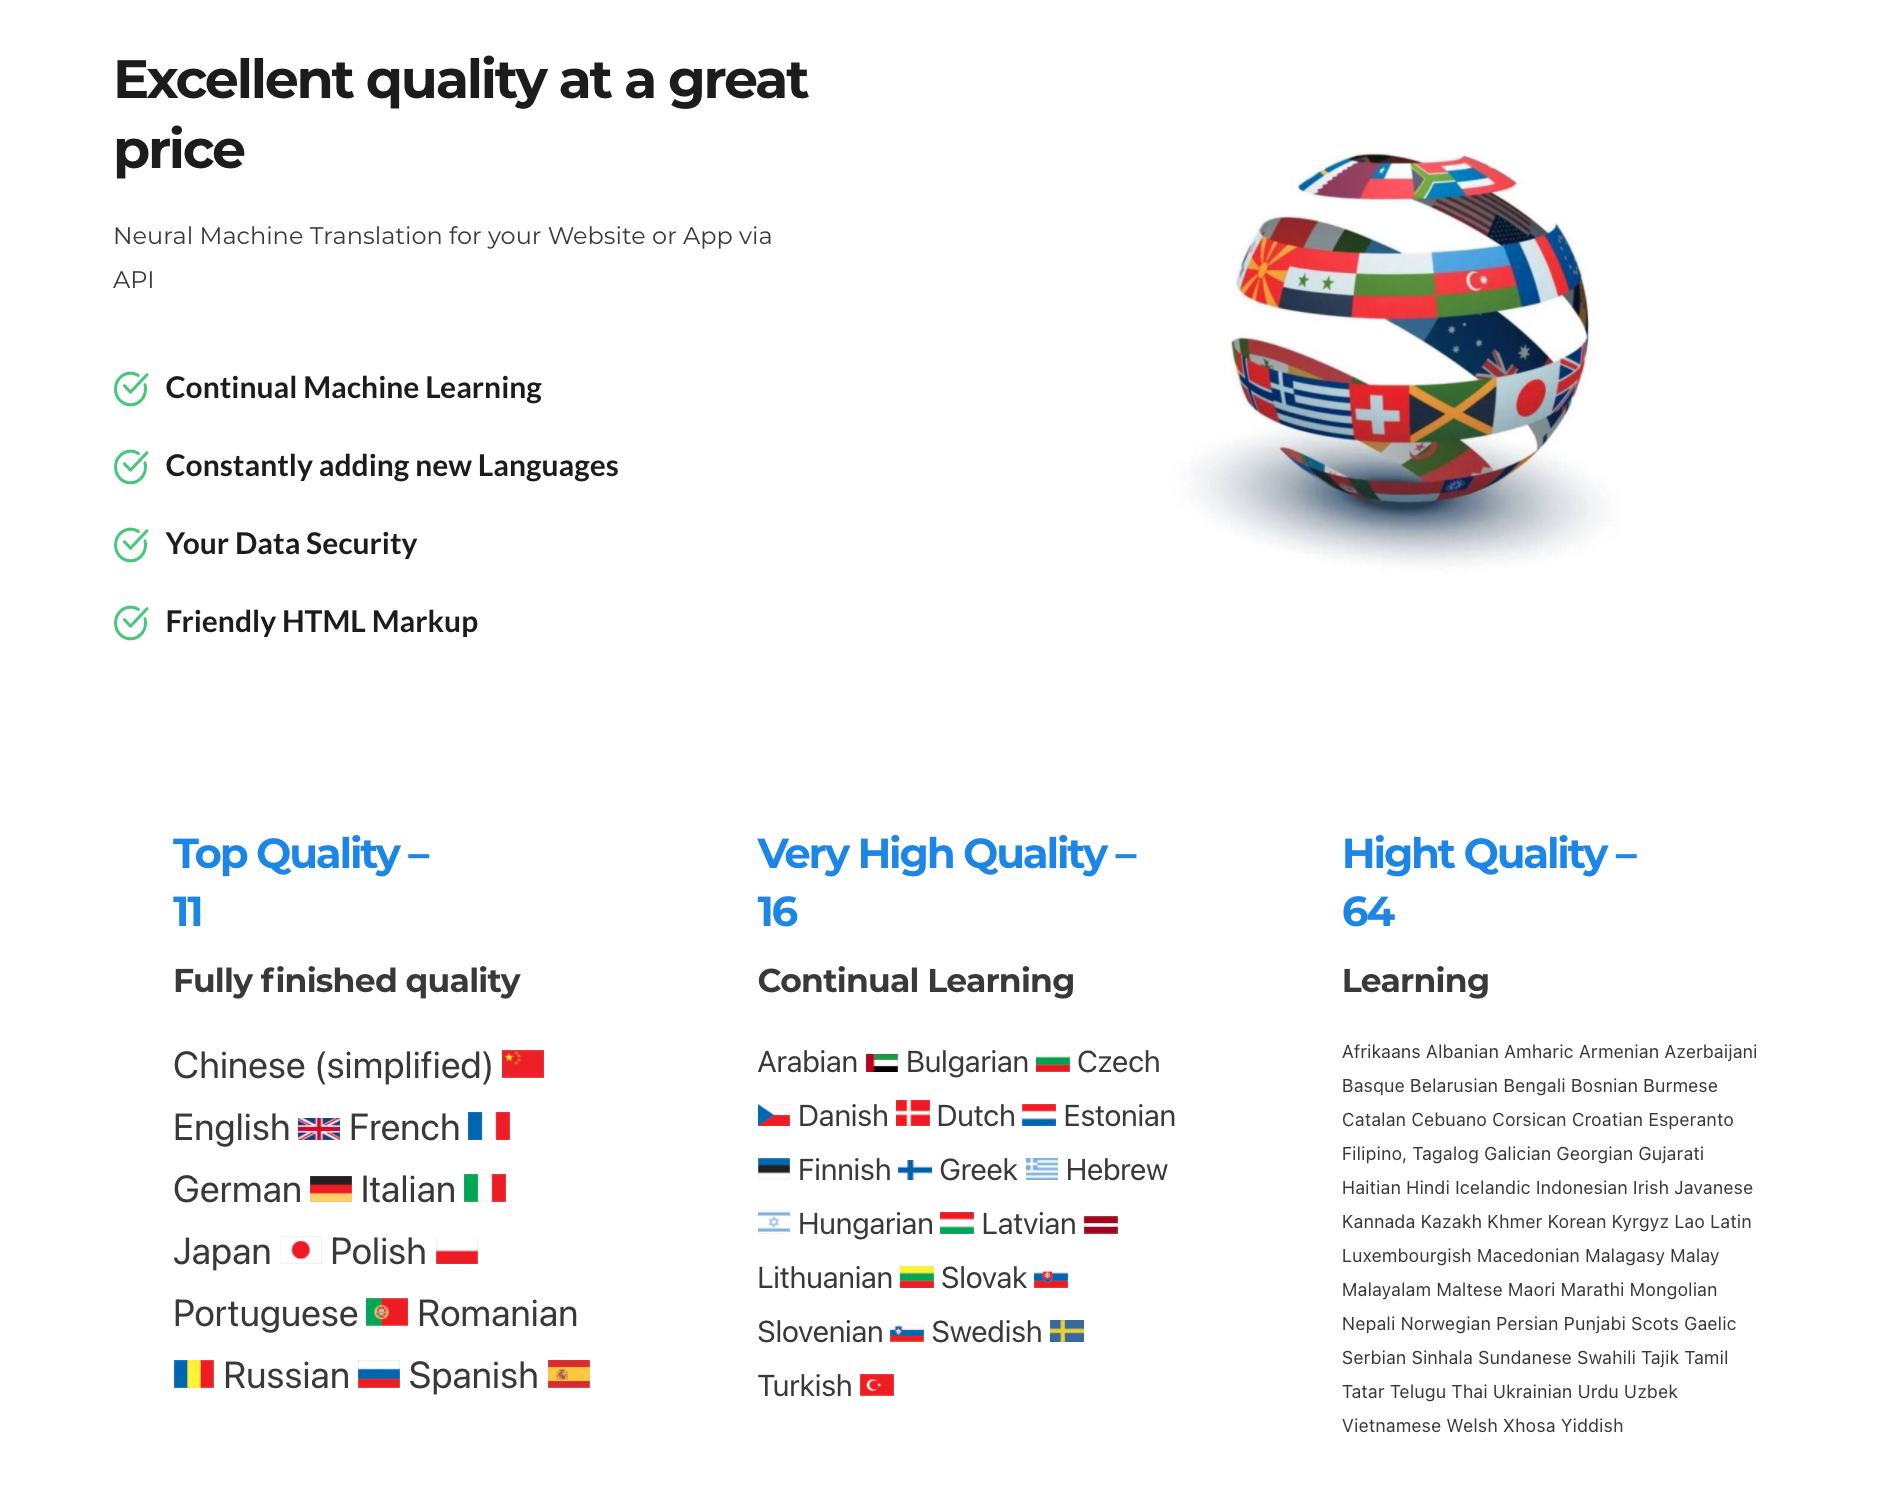 Excellent quality at a great
price
Neural Machine Translation for your Website or App via
API
Continual Machine Learning
Constantly adding new Languages
Your Data Security
Friendly HTML Markup
Top Quality –
11
Fully finished quality
Chinese (simplified)
English French
German Italian
Japan Polish
Portuguese Romanian
Russian Spanish
Very High Quality –
16
Continual Learning
Arabian Bulgarian Czech
Danish Dutch Estonian
Finnish Greek Hebrew
Hungarian Latvian
Lithuanian Slovak
Slovenian Swedish
Turkish
Hight Quality –
64
Learning
Afrikaans Albanian Amharic Armenian Azerbaijani
Basque Belarusian Bengali Bosnian Burmese
Catalan Cebuano Corsican Croatian Esperanto
Filipino, Tagalog Galician Georgian Gujarati
Haitian Hindi Icelandic Indonesian Irish Javanese
Kannada Kazakh Khmer Korean Kyrgyz Lao Latin
Luxembourgish Macedonian Malagasy Malay
Malayalam Maltese Maori Marathi Mongolian
Nepali Norwegian Persian Punjabi Scots Gaelic
Serbian Sinhala Sundanese Swahili Tajik Tamil
Tatar Telugu Thai Ukrainian Urdu Uzbek
Vietnamese Welsh Xhosa Yiddish